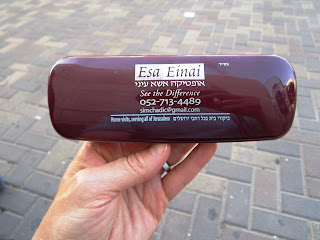 בס״ד
Esa Einai
אופטיקה אשא עיני
See the Difference
052-713-4489
simchadic@gmail.com
Home-visits, serving all of Jerusalem ביקורי בית בכל רחבי ירושלים